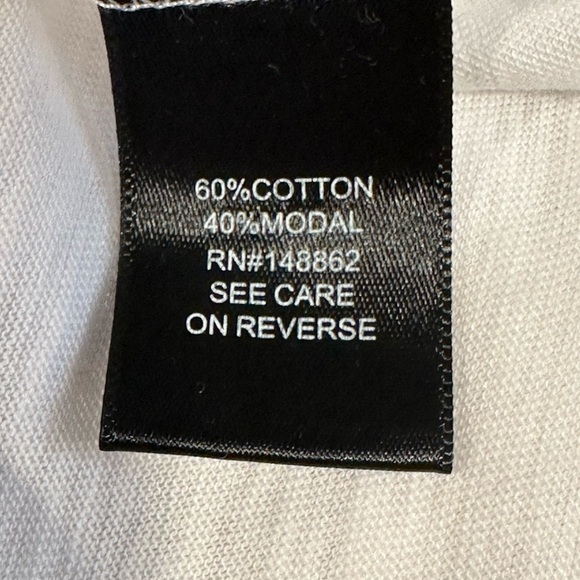 60%COTTON
40%MODAL
RN#148862
SEE CARE
ON REVERSE